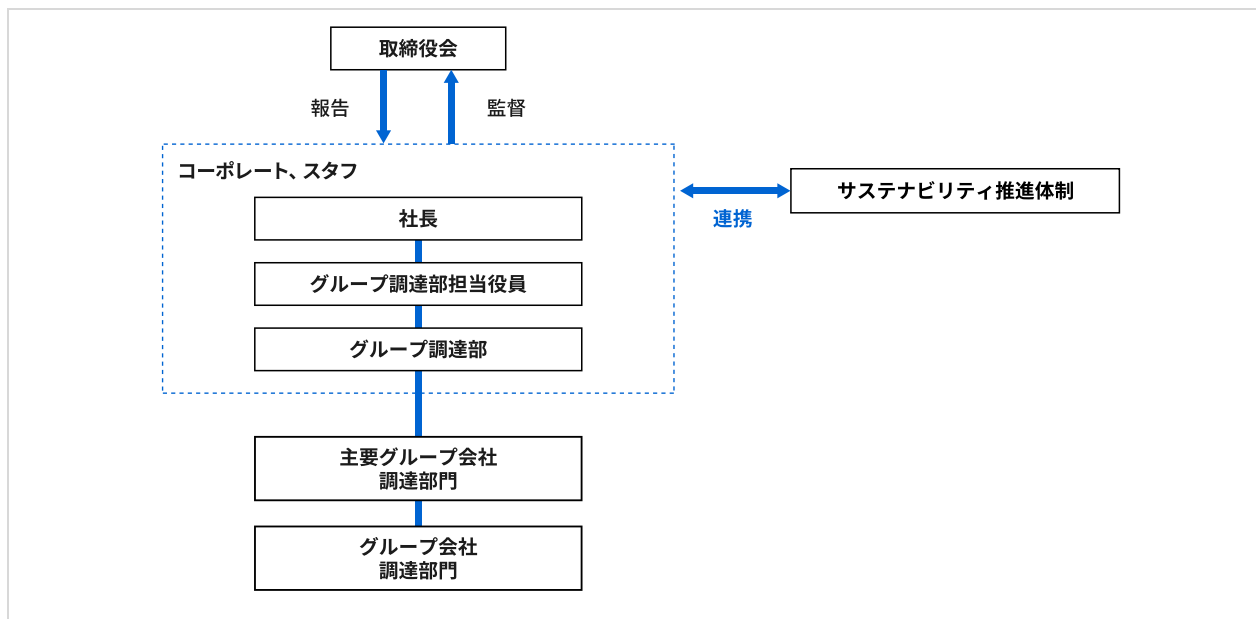 取締役会
報告
監督
コーポレート、スタフ
社長
グループ調達部担当役員
グループ調達部
連携
サステナビリティ推進体制
主要グループ会社
調達部門
グループ会社
調達部門